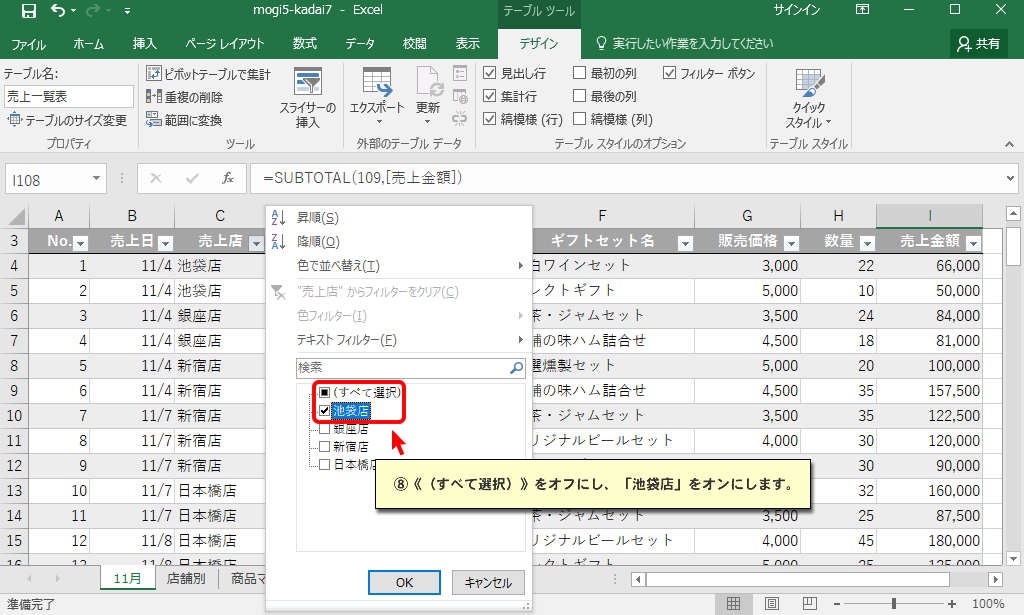 mogi5-kadai7 - Excel
テーブル ツール
サインイン
ファイル ホーム 挿入 ページ レイアウト 数式 データ 校閲 表示 デザイン 実行したい作業を入力してください 共有
テーブル名:
売上一覧表
テーブルのサイズ変更
プロパティ
ピボットテーブルで集計
重複の削除
範囲に変換
スライサーの
挿入
ツール
エクスポート
更新
外部のテーブル データ
見出し行
集計行
縞模様 (行)
最初の列
最後の列
縞模様 (列)
フィルター ボタン
テーブル スタイルのオプション
クイック
スタイル
テーブル スタイル
I108
fx
=SUBTOTAL(109,[売上金額])
A B C F G H I
3 No. 売上日 売上店 ギフトセット名 販売価格 数量 売上金額
4 1 11/4 池袋店 白ワインセット 3,000 22 66,000
5 2 11/4 池袋店 レクトギフト 5,000 10 50,000
6 3 11/4 銀座店 茶・ジャムセット 3,500 24 84,000
7 4 11/4 銀座店 舗の味ハム詰合せ 4,500 18 81,000
8 5 11/4 新宿店 選燻製セット 5,000 20 100,000
9 6 11/4 新宿店 舗の味ハム詰合せ 4,500 35 157,500
10 7 11/7 新宿店 茶・ジャムセット 3,500 35 122,500
11 8 11/7 新宿店 リジナルビールセット 4,000 30 120,000
12 9 11/7 新宿店 30 90,000
13 10 11/7 日本橋店 32 160,000
14 11 11/7 日本橋店 茶・ジャムセット 3,500 25 87,500
15 12 11/8 日本橋店 リジナルビールセット 4,000 45 180,000
16 13 11/8 日本橋店 レクトギフト 5,000 25 125,000
昇順(S)
降順(O)
色で並べ替え(T)
"売上店" からフィルターをクリア(C)
色フィルター(I)
テキスト フィルター(F)
検索
(すべて選択)
池袋店
銀座店
新宿店
日本橋店
⑧《（すべて選択）》をオフにし、「池袋店」をオンにします。
OK
キャンセル
11月 店舗別 商品マ
準備完了
100%